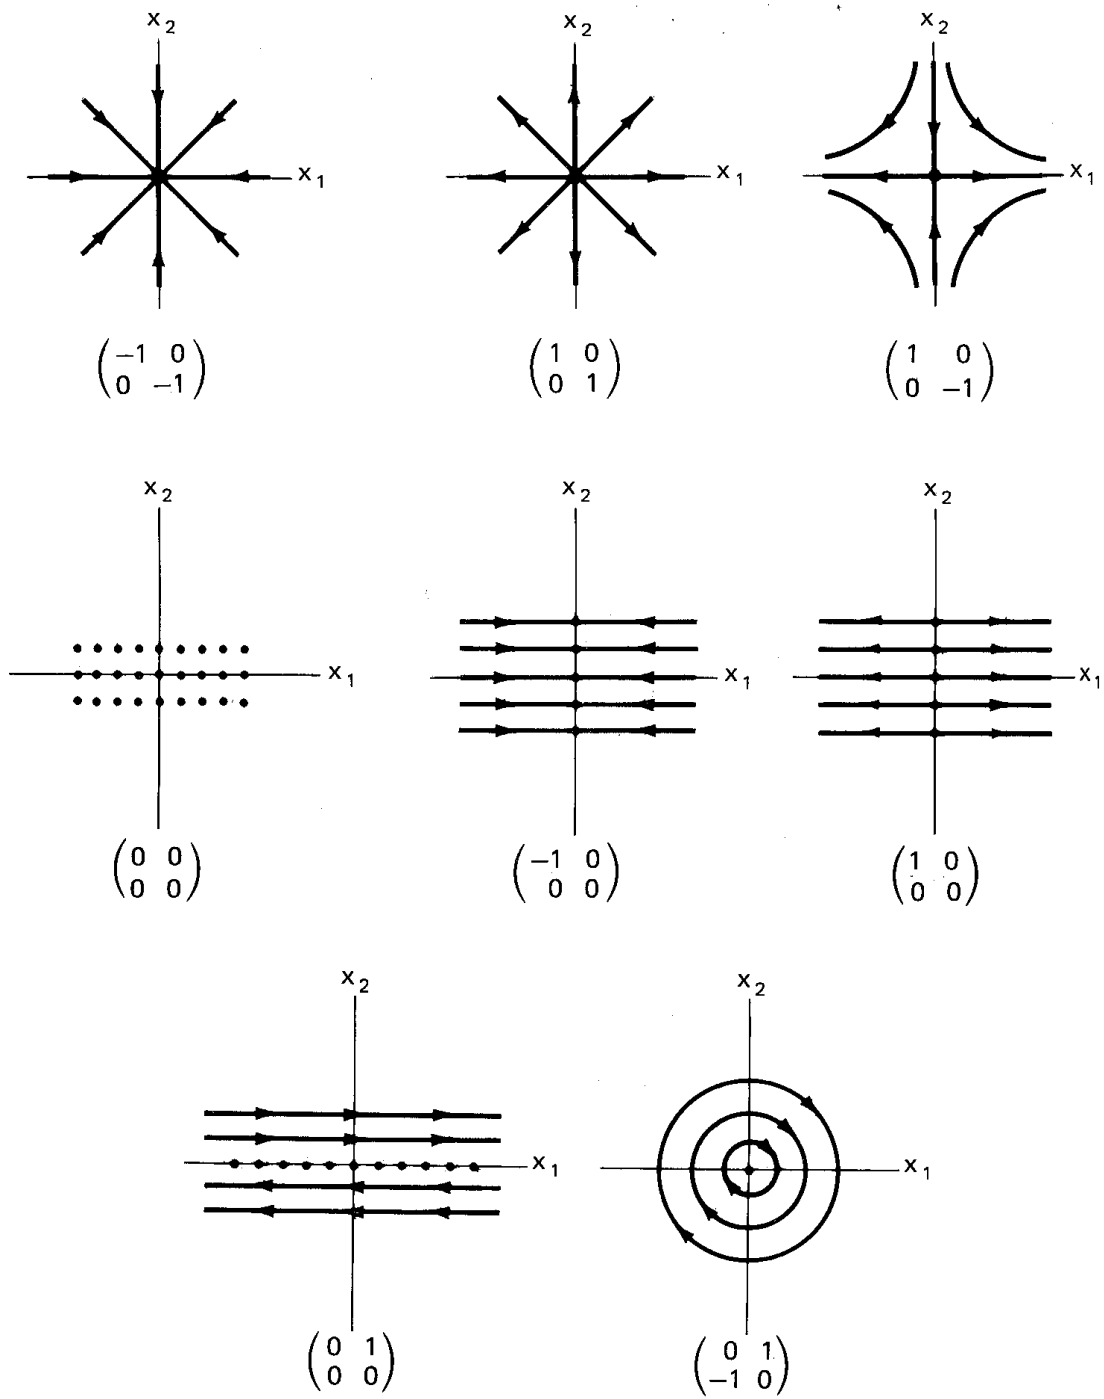 x₂
x₂
x₂
x₁
x₁
x₁
(−1 0
0 −1)
(1 0
0 1)
(1 0
0 −1)
x₂
x₂
x₂
x₁
x₁
x₁
(0 0
0 0)
(−1 0
0 0)
(1 0
0 0)
x₂
x₂
x₁
x₁
(0 1
0 0)
(0 1
−1 0)